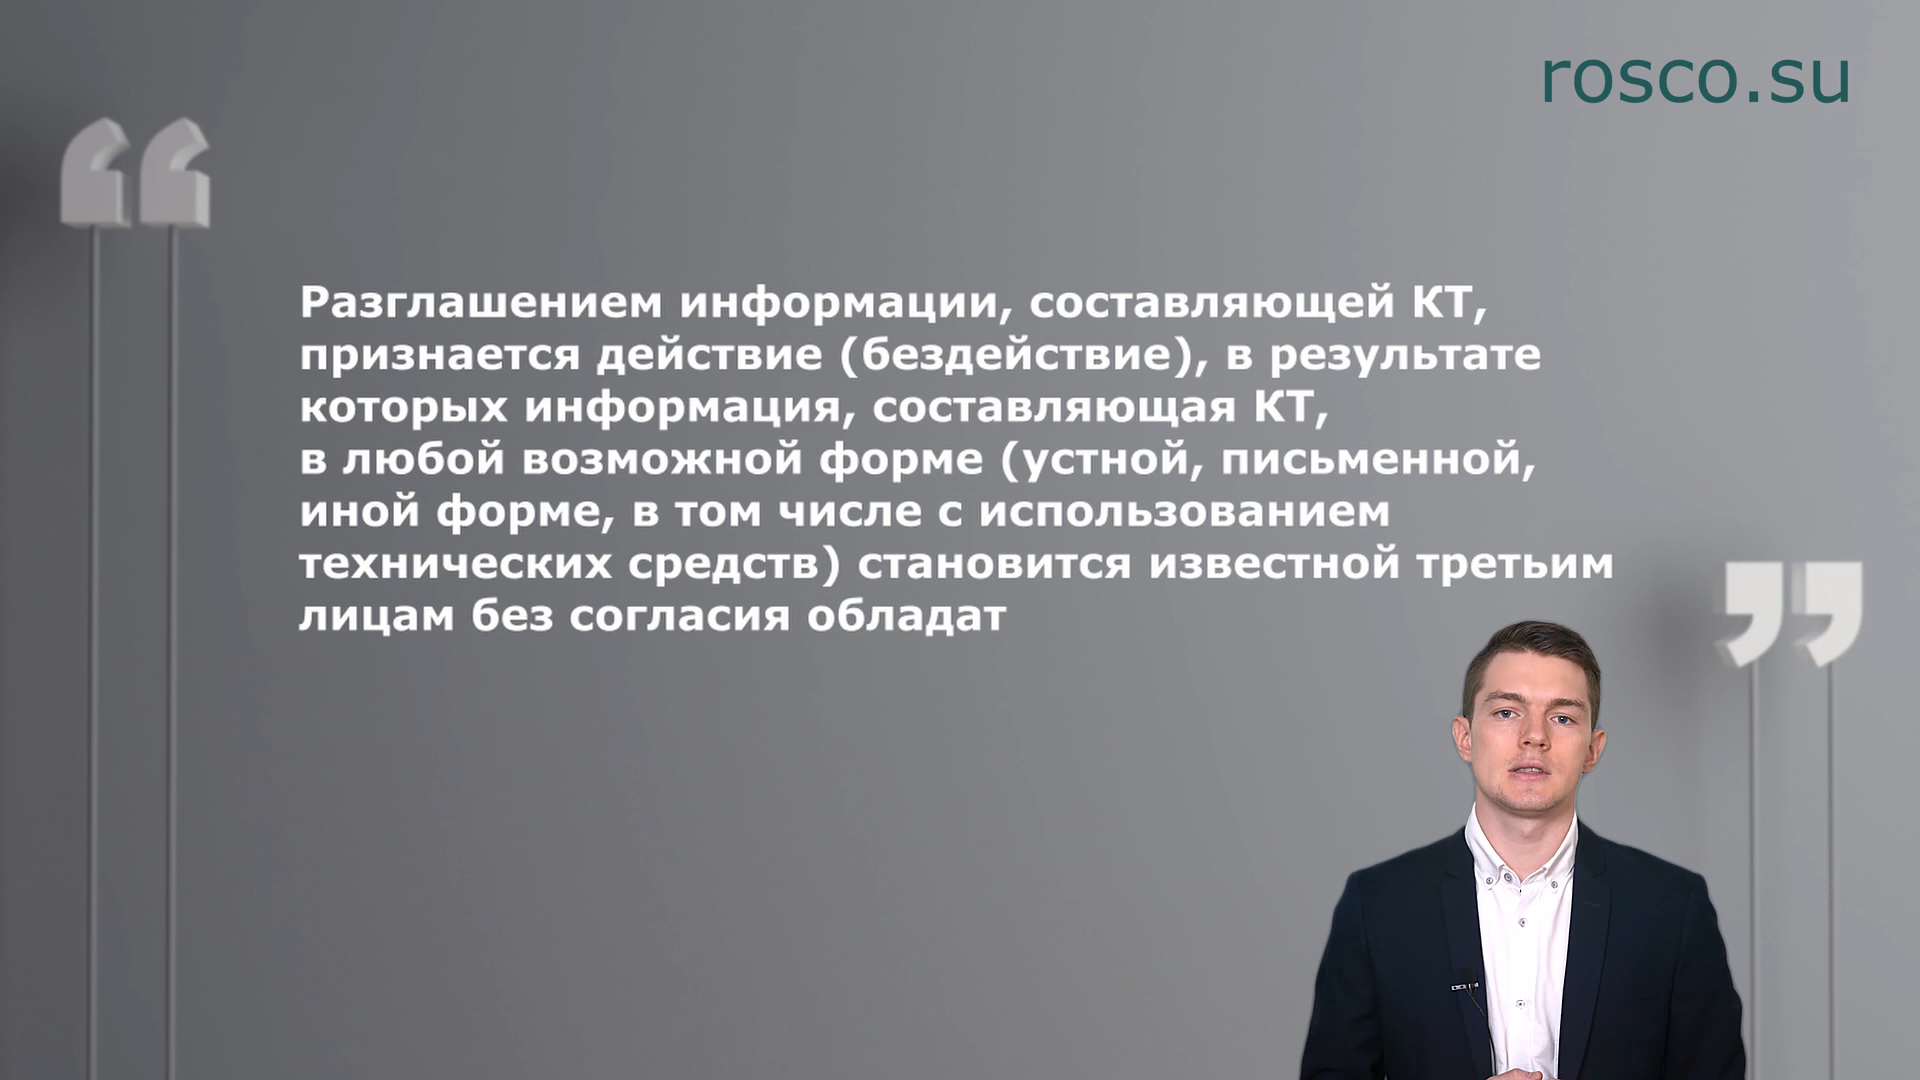 rosco.su
Разглашением информации, составляющей КТ,
признается действие (бездействие), в результате
которых информация, составляющая КТ,
в любой возможной форме (устной, письменной,
иной форме, в том числе с использованием
технических средств) становится известной третьим
лицам без согласия обладат